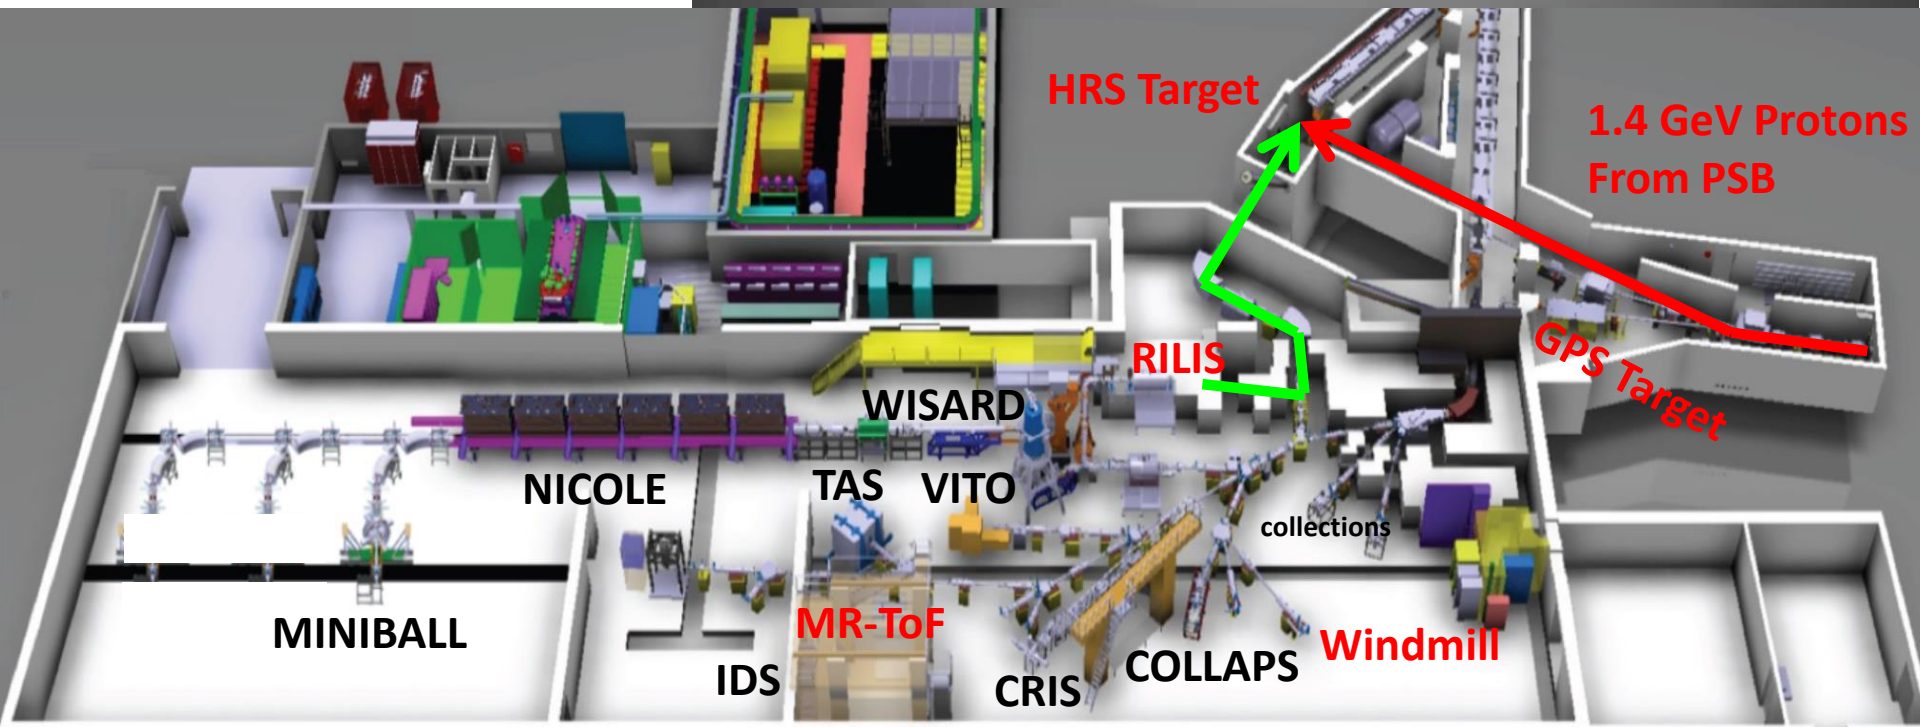 HRS Target
1.4 GeV Protons
From PSB
GPS Target
RILIS
WISARD
NICOLE
TAS
VITO
collections
MINIBALL
MR-ToF
Windmill
IDS
CRIS
COLLAPS